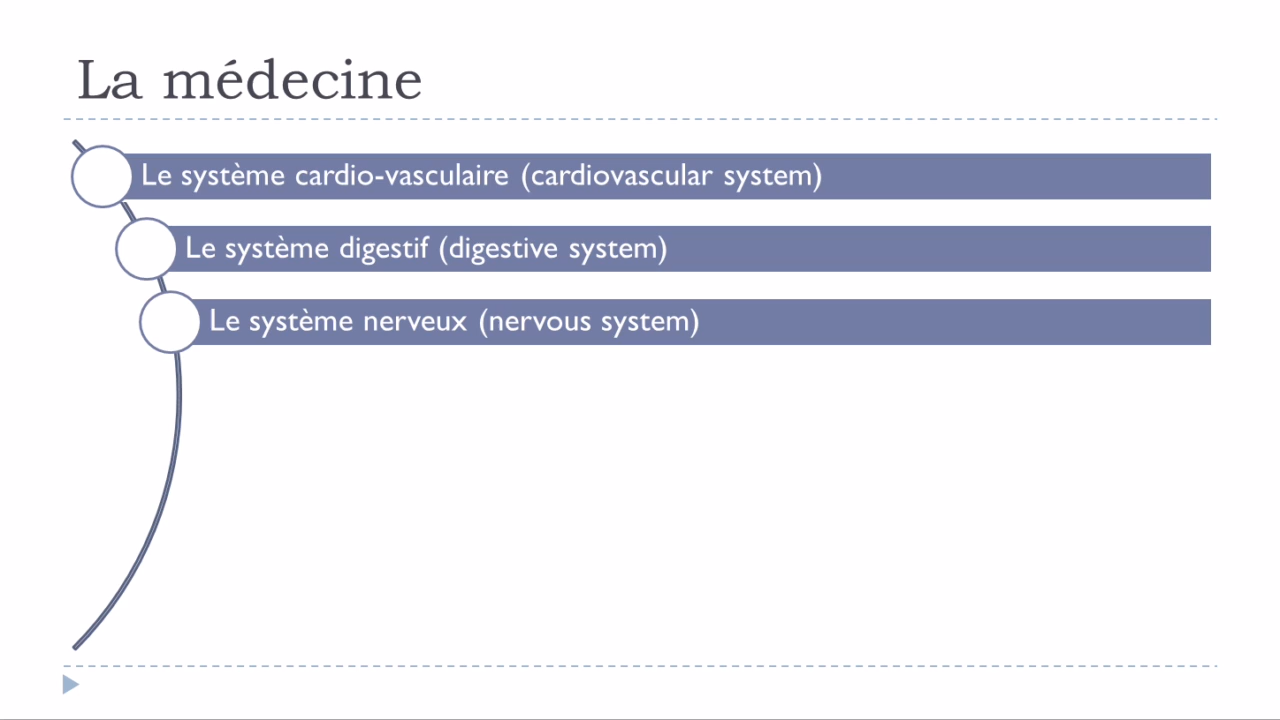 La médecine
Le système cardio-vasculaire (cardiovascular system)
Le système digestif (digestive system)
Le système nerveux (nervous system)